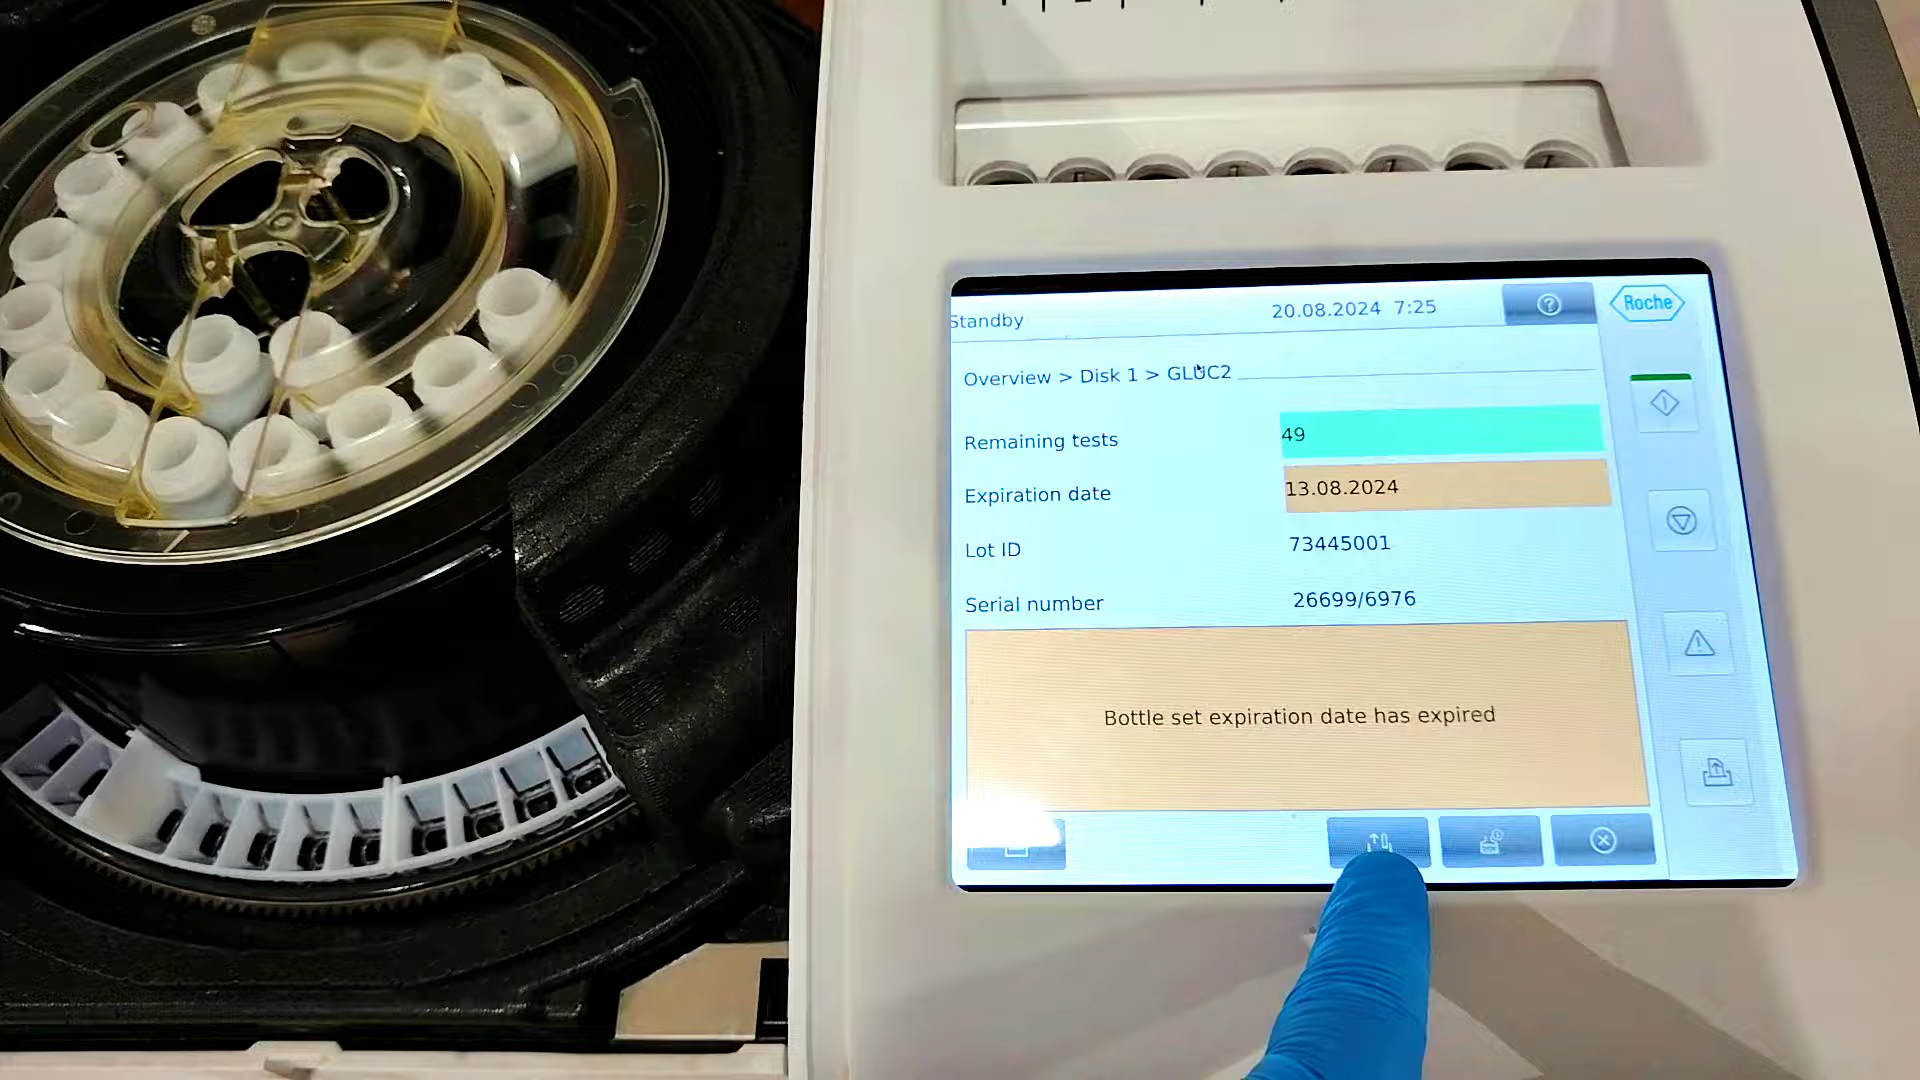 Standby
20.08.2024 7:25
?
Roche
Overview > Disk 1 > GLUC2
Remaining tests 49
Expiration date 13.08.2024
Lot ID 73445001
Serial number 26699/6976
Bottle set expiration date has expired